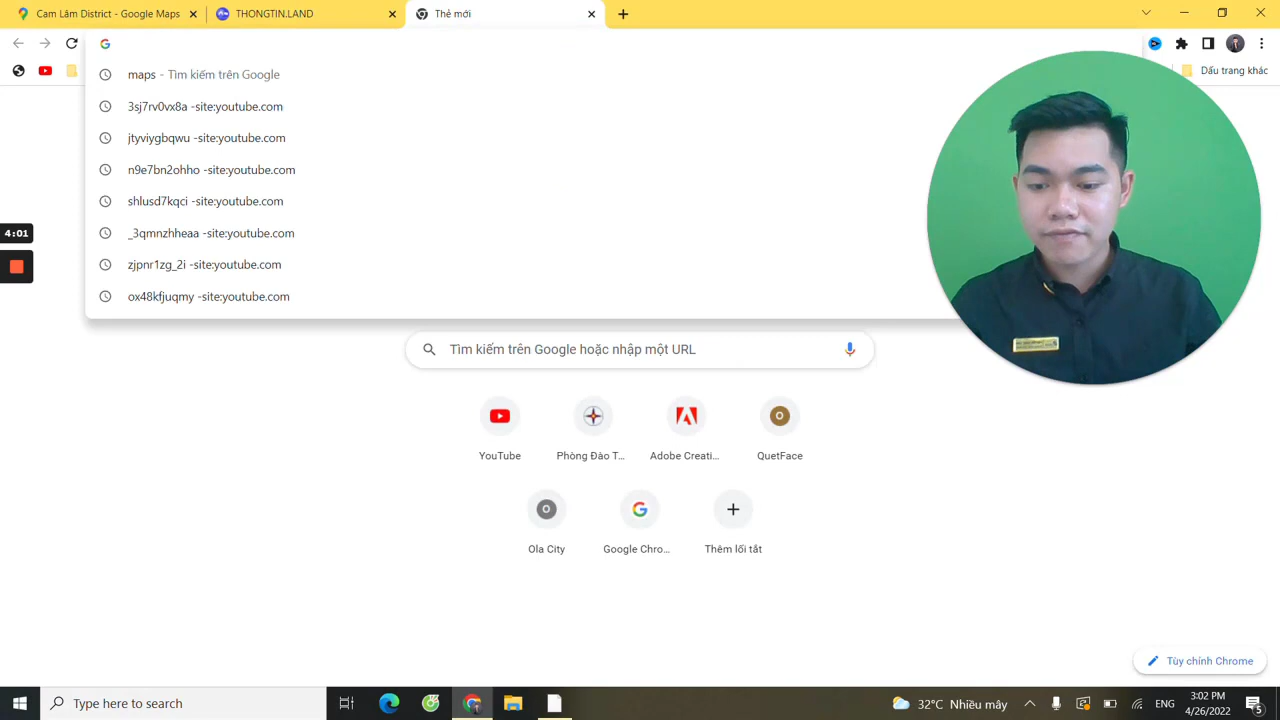 Cam Lâm District - Google Maps
THONGTIN.LAND
Thẻ mới
Dấu trang khác
maps - Tìm kiếm trên Google
3sj7rv0vx8a -site:youtube.com
jtyviygbqwu -site:youtube.com
n9e7bn2ohho -site:youtube.com
shlusd7kqci -site:youtube.com
_3qmnzhheaa -site:youtube.com
zjpnr1zg_2i -site:youtube.com
ox48kfjuqmy -site:youtube.com
4:01
Tìm kiếm trên Google hoặc nhập một URL
YouTube
Phòng Đào T...
Adobe Creati...
QuetFace
Ola City
Google Chro...
Thêm lối tắt
Tùy chỉnh Chrome
Type here to search
32°C Nhiều mây
ENG
3:02 PM
4/26/2022
5